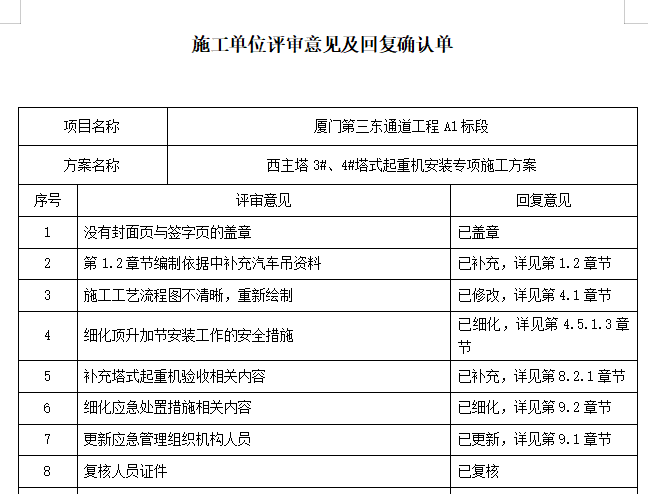 施工单位评审意见及回复确认单
项目名称 厦门第三东通道工程 A1 标段
方案名称 西主塔 3#、4#塔式起重机安装专项施工方案
序号 评审意见 回复意见
1 没有封面页与签字页的盖章 已盖章
2 第 1.2 章节编制依据中补充汽车吊资料 已补充，详见第 1.2 章节
3 施工工艺流程图不清晰，重新绘制 已修改，详见第 4.1 章节
4 细化顶升加节安装工作的安全措施 已细化，详见第 4.5.1.3 章
节
5 补充塔式起重机验收相关内容 已补充，详见第 8.2.1 章节
6 细化应急处置措施相关内容 已细化，详见第 9.2 章节
7 更新应急管理组织机构人员 已更新，详见第 9.1 章节
8 复核人员证件 已复核